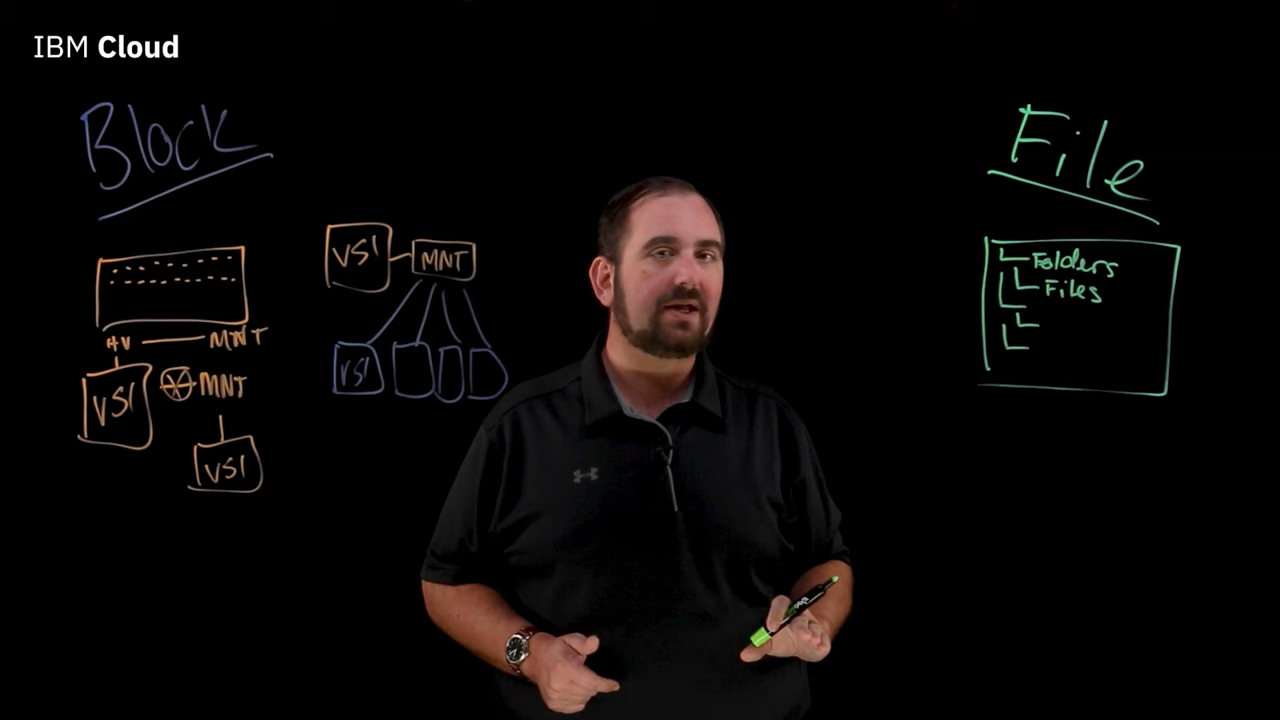 IBM Cloud
Block
HV MNT
VSI MNT
VSI
VSI MNT
VSI
File
Folders
Files